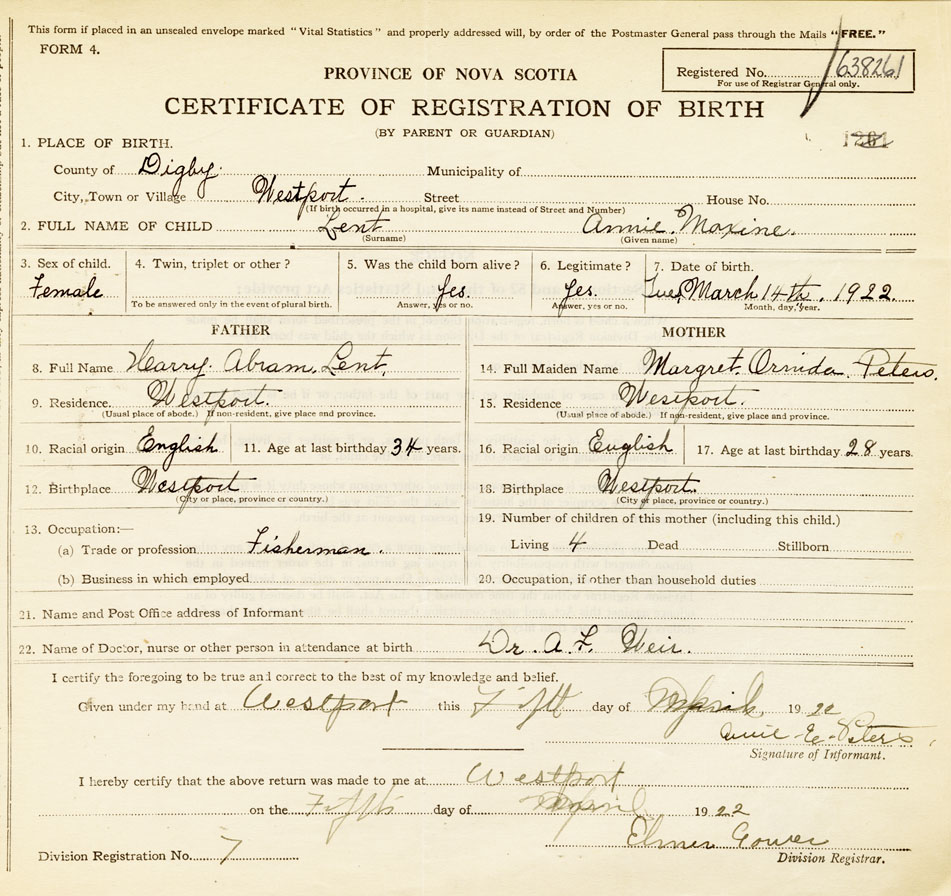 This form if placed in an unsealed envelope marked "Vital Statistics" and properly addressed will, by order of the Postmaster General pass through the Mails "FREE."
FORM 4.
Registered No. 638261
For use of Registrar General only.
PROVINCE OF NOVA SCOTIA
CERTIFICATE OF REGISTRATION OF BIRTH
(BY PARENT OR GUARDIAN)
1. PLACE OF BIRTH.
County of Digby Municipality of
City, Town or Village Westport. Street House No.
(If birth occurred in a hospital, give its name instead of Street and Number)
2. FULL NAME OF CHILD Lent Annie. Maxine.
(Surname) (Given name)
3. Sex of child. 4. Twin, triplet or other? 5. Was the child born alive? 6. Legitimate? 7. Date of birth.
Female Yes. Yes. Tues March 14th. 1922.
To be answered only in the event of plural birth. Answer, yes or no. Answer, yes or no. Month, day, year.
FATHER MOTHER
8. Full Name Harry. Abram. Lent. 14. Full Maiden Name Margret. Orinda. Peters.
9. Residence. Westport. 15. Residence Westport.
(Usual place of abode.) If non-resident, give place and province. (Usual place of abode.) If non-resident, give place and province.
10. Racial origin English 11. Age at last birthday 34 years. 16. Racial origin English 17. Age at last birthday 28 years.
12. Birthplace Westport 18. Birthplace Westport.
(City or place, province or country.) (City or place, province or country.)
13. Occupation:— 19. Number of children of this mother (including this child.)
(a) Trade or profession Fisherman. Living 4 Dead Stillborn
(b) Business in which employed 20. Occupation, if other than household duties
21. Name and Post Office address of Informant
22. Name of Doctor, nurse or other person in attendance at birth Dr. A. F. Weir.
I certify the foregoing to be true and correct to the best of my knowledge and belief.
Given under my hand at Westport this Fifth day of 1922
Annie E. Peters
Signature of Informant.
I hereby certify that the above return was made to me at Westport
on the Fifth day of 1922
Elmer Gower
Division Registration No. 7 Division Registrar.